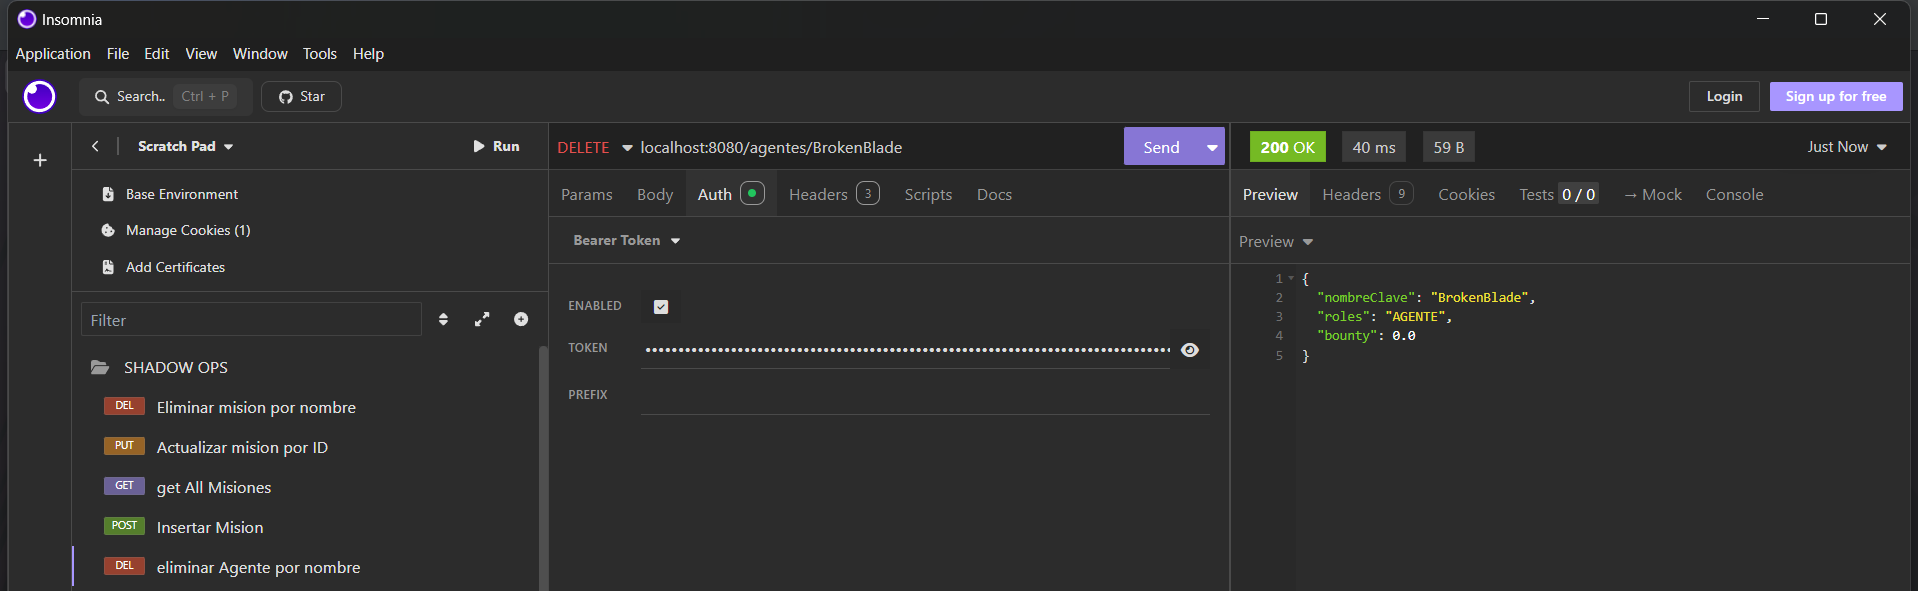 Insomnia
Application File Edit View Window Tools Help
Search.. Ctrl + P Star Login Sign up for free
Scratch Pad Run
DELETE localhost:8080/agentes/BrokenBlade Send
200 OK 40 ms 59 B Just Now
Base Environment
Manage Cookies (1)
Add Certificates
Params Body Auth Headers 3 Scripts Docs
Preview Headers 9 Cookies Tests 0 / 0 → Mock Console
Bearer Token
Preview
ENABLED
TOKEN ••••••••••••••••••••••••••••••••••••••••••••••••••••••••••••••••••••••••••••••••
PREFIX
Filter
SHADOW OPS
DEL Eliminar mision por nombre
PUT Actualizar mision por ID
GET get All Misiones
POST Insertar Mision
DEL eliminar Agente por nombre
1 {
2 "nombreClave": "BrokenBlade",
3 "roles": "AGENTE",
4 "bounty": 0.0
5 }